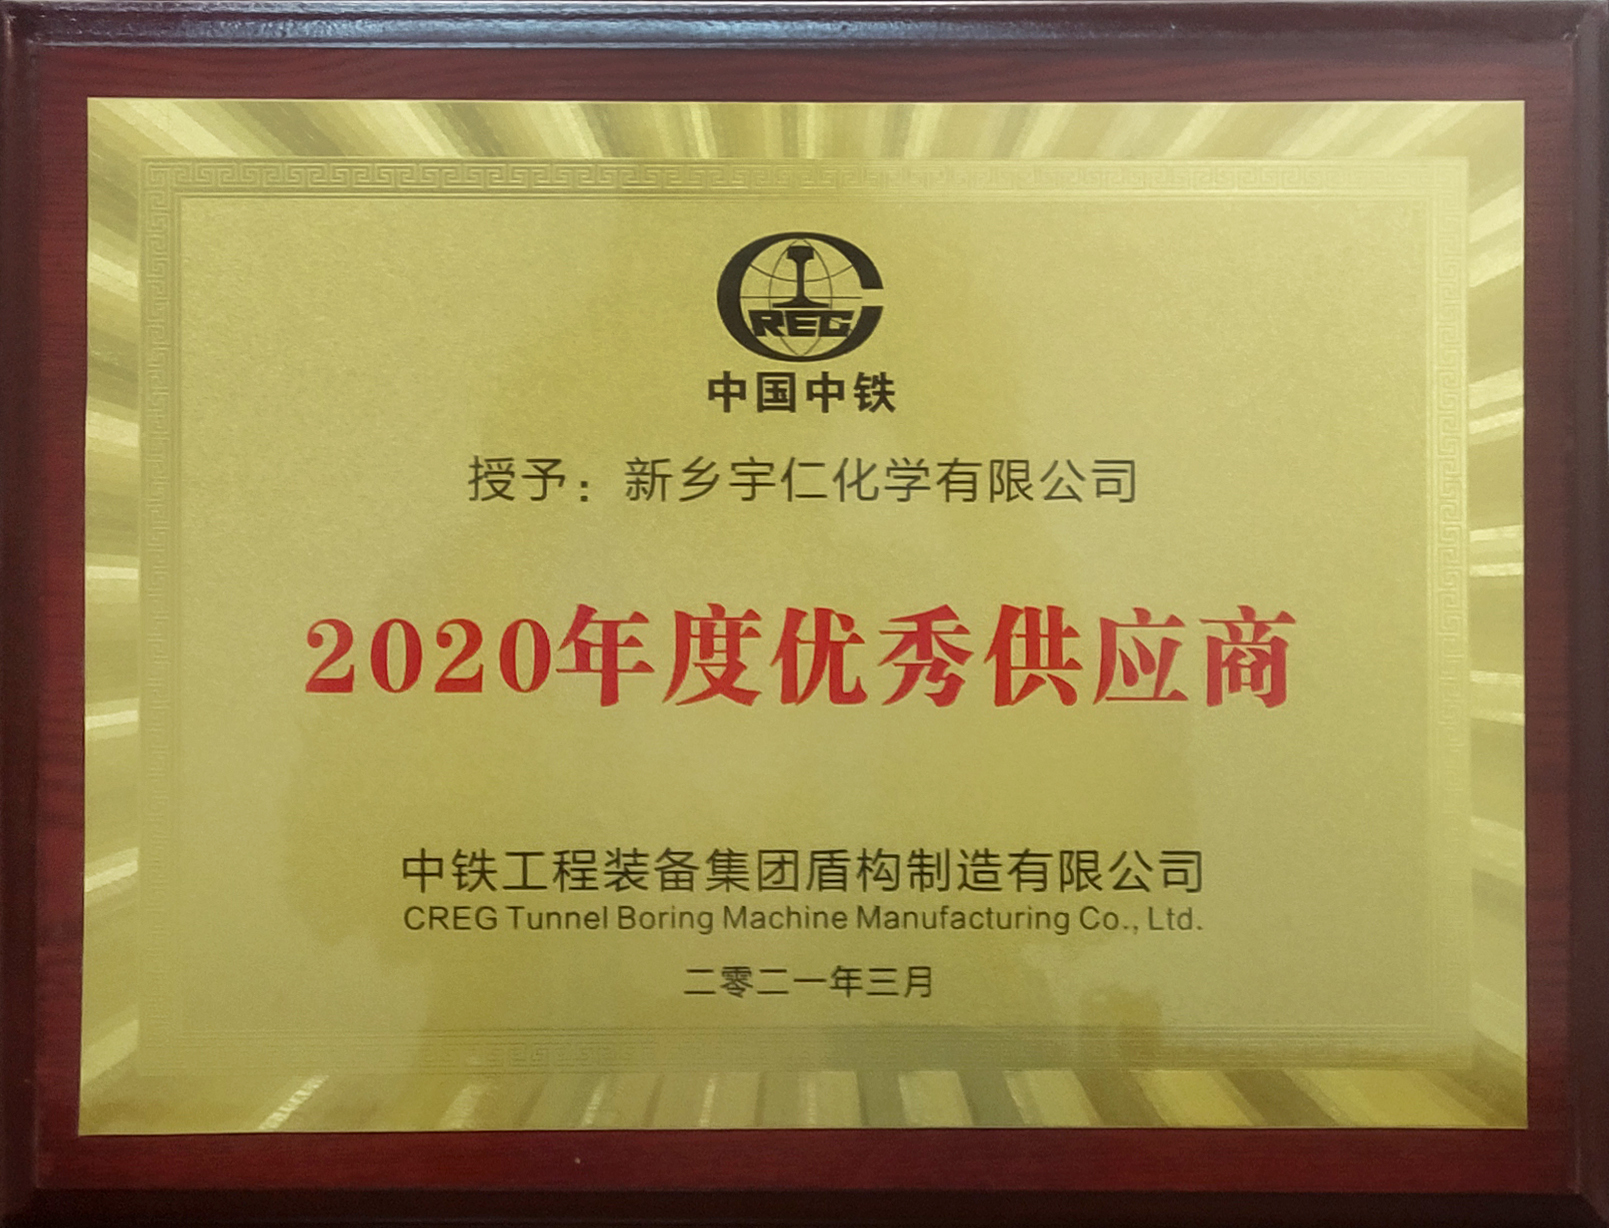 CREC
中国中铁
授予：新乡宇仁化学有限公司
2020年度优秀供应商
中铁工程装备集团盾构制造有限公司
CREG Tunnel Boring Machine Manufacturing Co., Ltd.
二零二一年三月